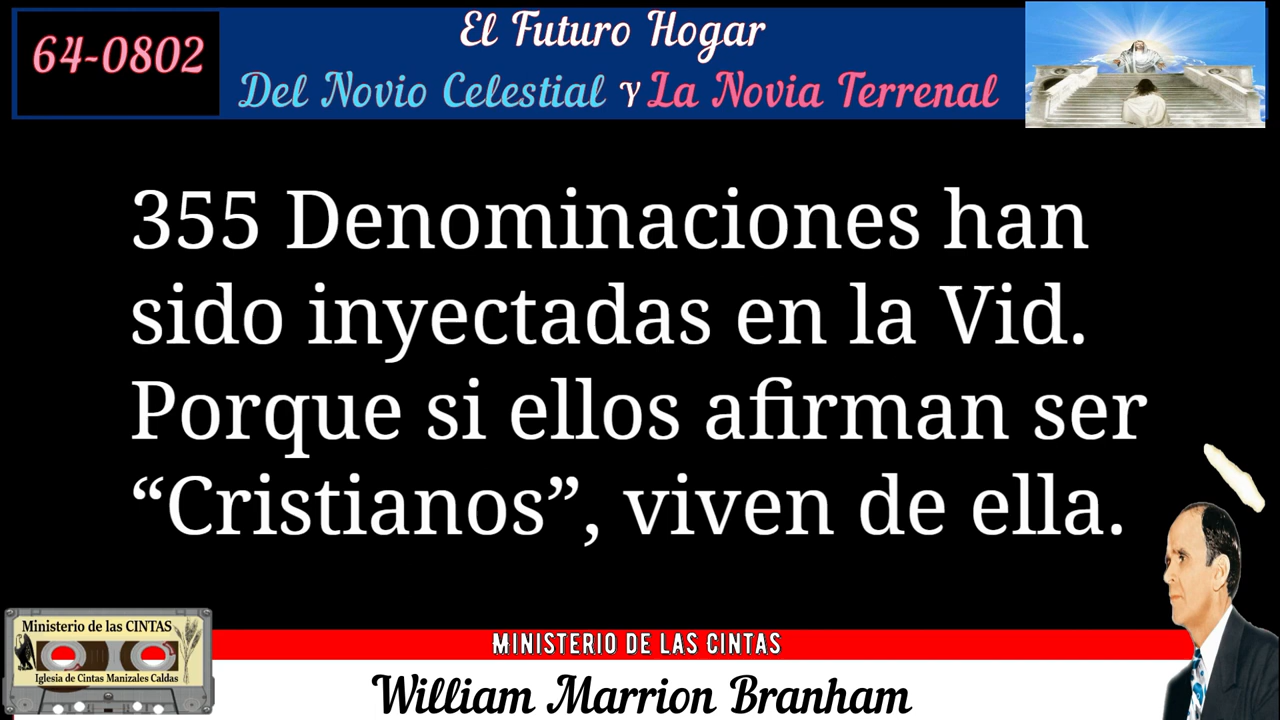 64-0802
El Futuro Hogar
Del Novio Celestial Y La Novia Terrenal
355 Denominaciones han
sido inyectadas en la Vid.
Porque si ellos afirman ser
“Cristianos”, viven de ella.
Ministerio de las CINTAS
Iglesia de Cintas Manizales Caldas
MINISTERIO DE LAS CINTAS
William Marrion Branham